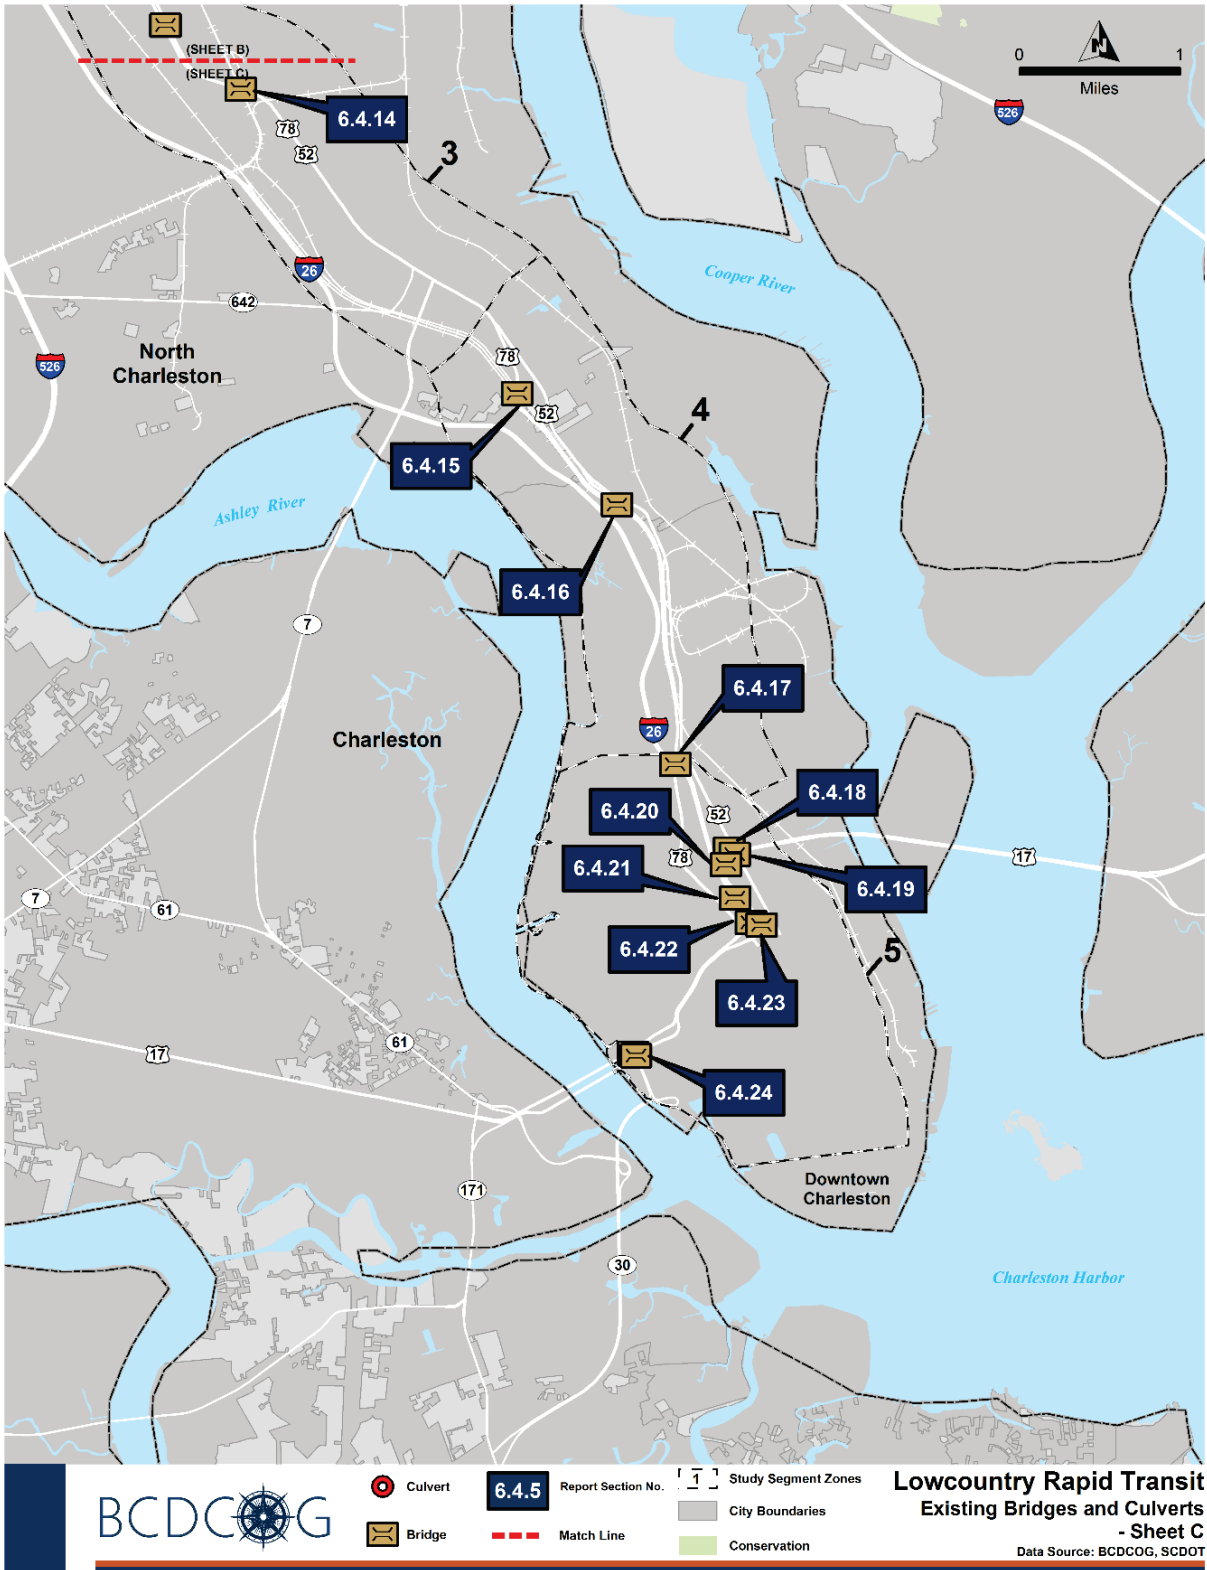 (SHEET B)
(SHEET C)
0 1
Miles
N
526
6.4.14
78
52
3
Cooper River
26
642
North
Charleston
526
78
52
4
6.4.15
Ashley River
6.4.16
7
6.4.17
26
Charleston
6.4.18
6.4.20
52
78
17
6.4.21
6.4.19
7
61
6.4.22
5
6.4.23
17
61
6.4.24
Downtown
Charleston
171
30
Charleston Harbor
BCDCOG
Culvert
Bridge
6.4.5 Report Section No.
Match Line
1 Study Segment Zones
City Boundaries
Conservation
Lowcountry Rapid Transit
Existing Bridges and Culverts
- Sheet C
Data Source: BCDCOG, SCDOT